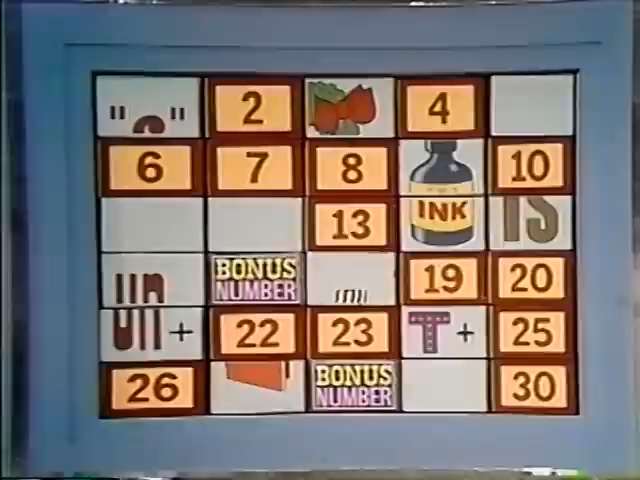 2 4
6 7 8 10
INK
13 IS
BONUS NUMBER 19 20
+ 22 23 T+ 25
26 BONUS NUMBER 30